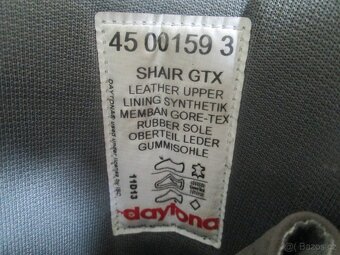 45 00159 3
SHAIR GTX
LEATHER UPPER
LINING SYNTHETIK
MEMBAN GORE-TEX
RUBBER SOLE
OBERTEIL LEDER
GUMMISOHLE
11D13
daytona
Bazoš.cz